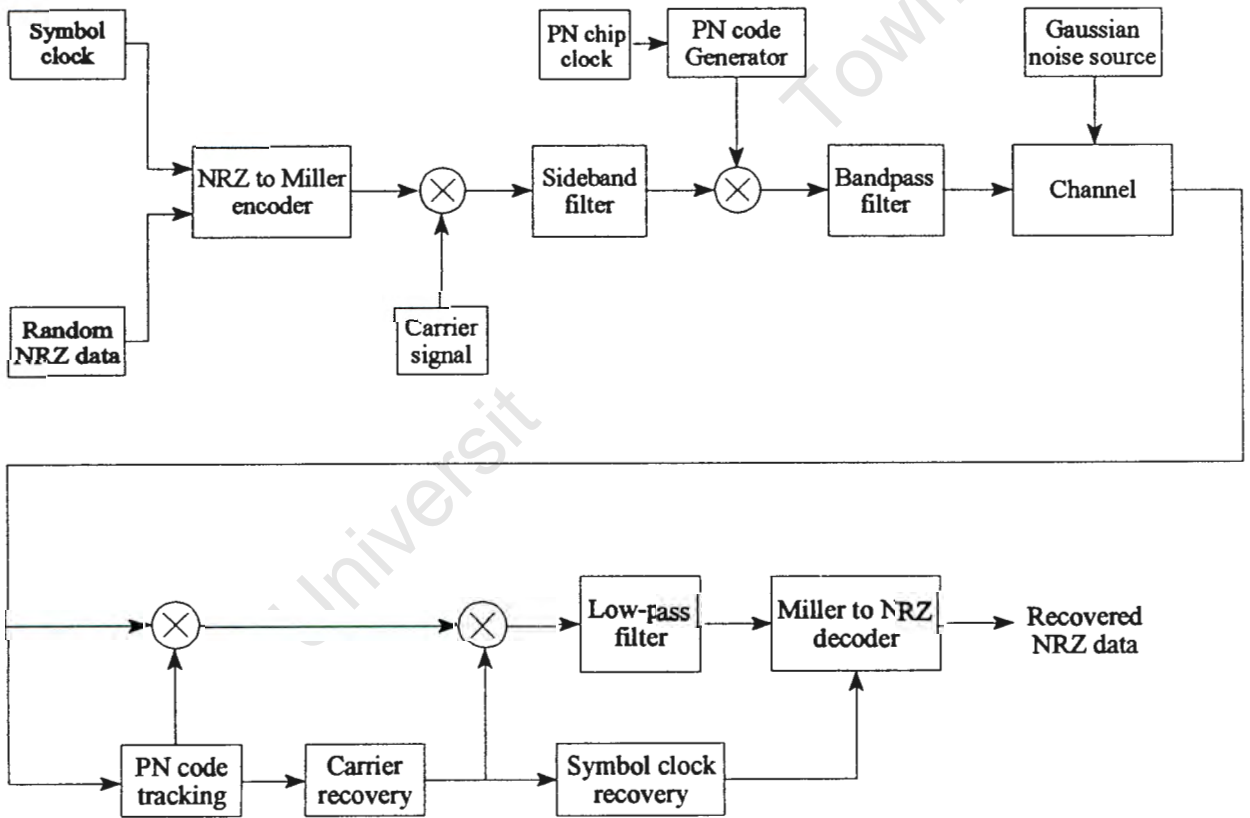 Symbol
clock
PN chip
clock
PN code
Generator
Gaussian
noise source
NRZ to Miller
encoder
Sideband
filter
Bandpass
filter
Channel
Random
NRZ data
Carrier
signal
Low-pass
filter
Miller to NRZ
decoder
Recovered
NRZ data
PN code
tracking
Carrier
recovery
Symbol clock
recovery
Universit
Town